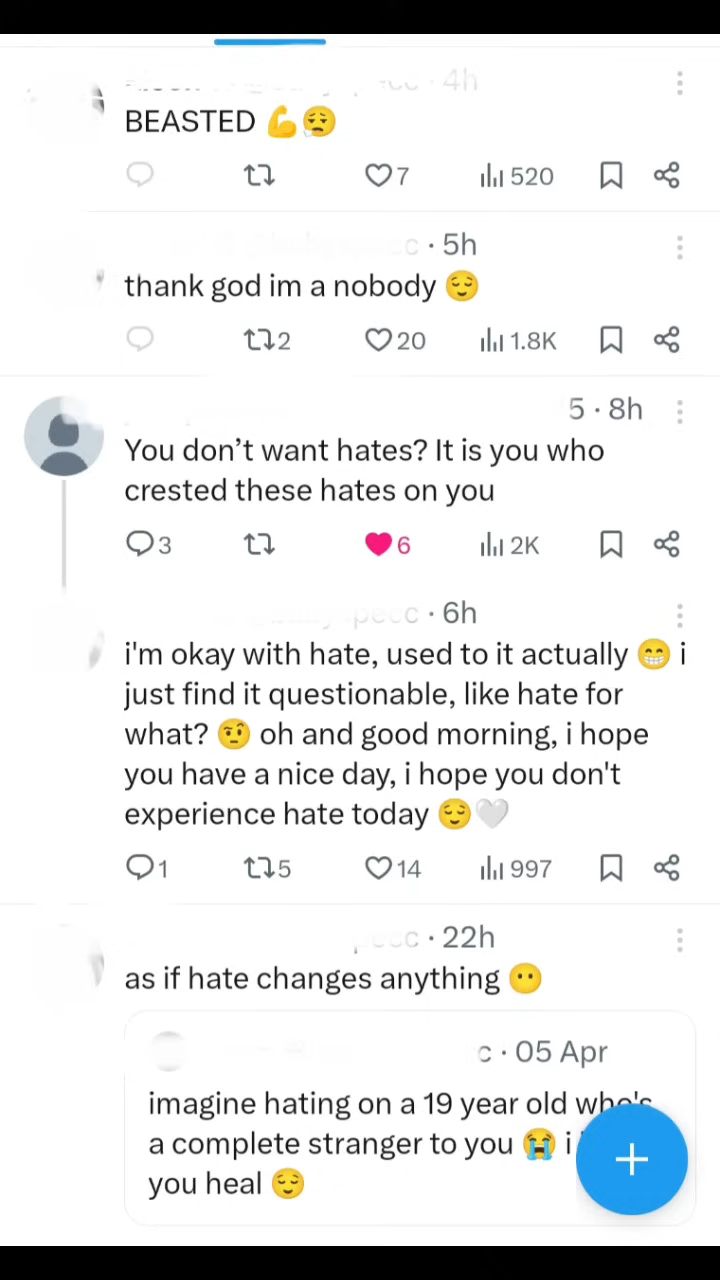 · 4h
BEASTED 💪😮‍💨
7 520
· 5h
thank god im a nobody 😌
2 20 1.8K
5 · 8h
You don’t want hates? It is you who
crested these hates on you
3 6 2K
· 6h
i'm okay with hate, used to it actually 😁 i
just find it questionable, like hate for
what? 🤨 oh and good morning, i hope
you have a nice day, i hope you don't
experience hate today 😌🤍
1 5 14 997
· 22h
as if hate changes anything 😶
c · 05 Apr
imagine hating on a 19 year old who's
a complete stranger to you 😭 i
you heal 😌